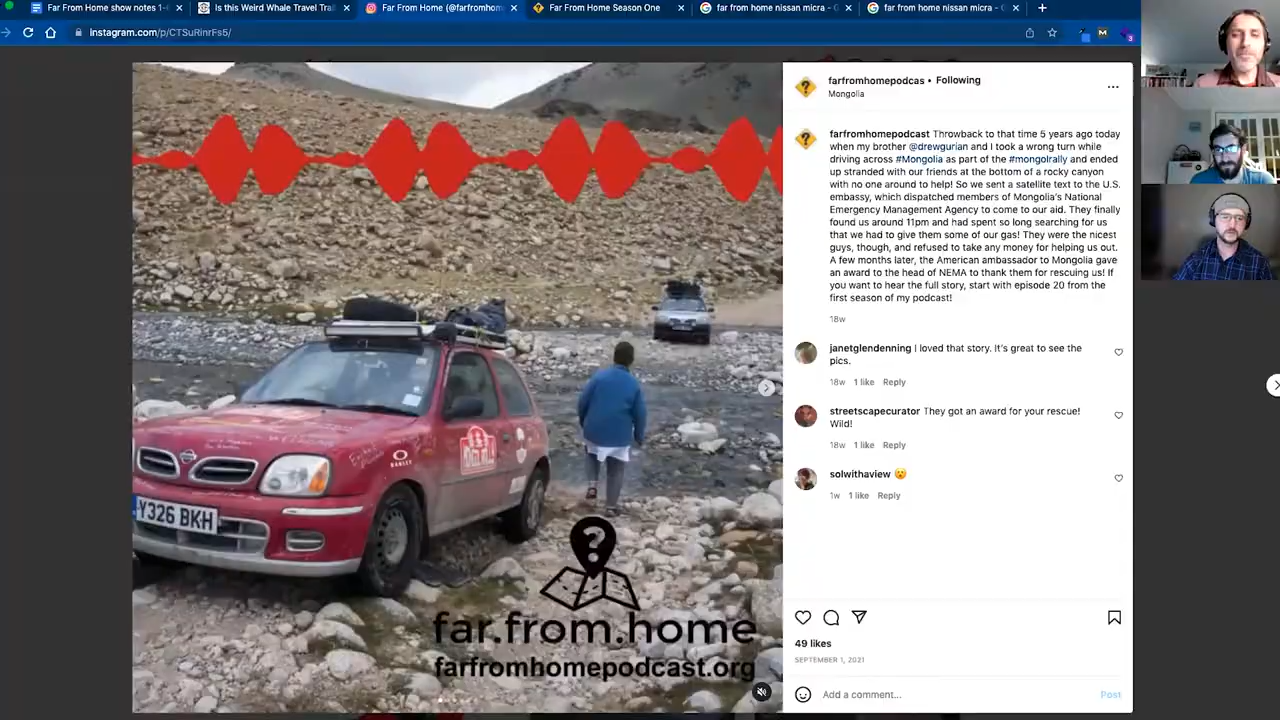 Far From Home show notes 1-
Is this Weird Whale Travel Trail
Far From Home (@farfromhom
Far From Home Season One
far from home nissan micra - G
far from home nissan micra - G
instagram.com/p/CTSuRinrFs5/
M
3
farfromhomepodcas • Following
Mongolia
farfromhomepodcast Throwback to that time 5 years ago today
when my brother @drewgurian and I took a wrong turn while
driving across #Mongolia as part of the #mongolrally and ended
up stranded with our friends at the bottom of a rocky canyon
with no one around to help! So we sent a satellite text to the U.S.
embassy, which dispatched members of Mongolia's National
Emergency Management Agency to come to our aid. They finally
found us around 11pm and had spent so long searching for us
that we had to give them some of our gas! They were the nicest
guys, though, and refused to take any money for helping us out.
A few months later, the American ambassador to Mongolia gave
an award to the head of NEMA to thank them for rescuing us! If
you want to hear the full story, start with episode 20 from the
first season of my podcast!
18w
janetglendenning I loved that story. It's great to see the
pics.
18w 1 like Reply
streetscapecurator They got an award for your rescue!
Wild!
18w 1 like Reply
solwithaview
1w 1 like Reply
49 likes
SEPTEMBER 1, 2021
Add a comment...
Post
OAKLEY
Y326 BKH
?
far.from.home
farfromhomepodcast.org